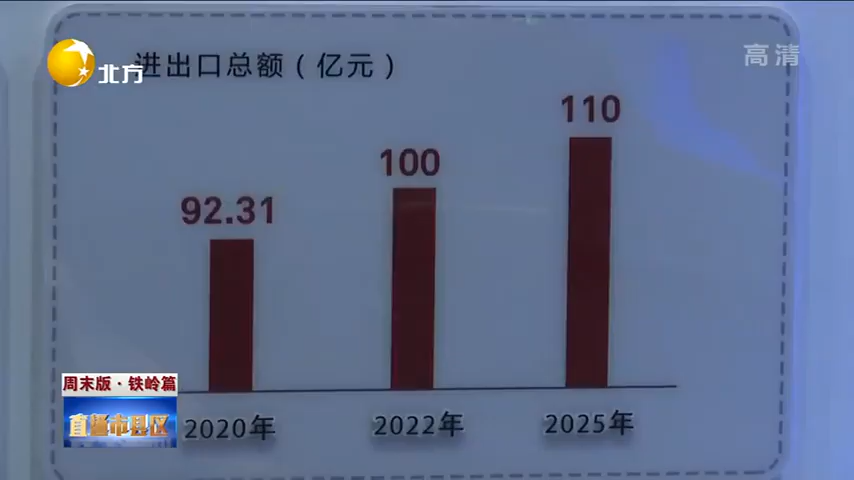 北方
高清
进出口总额（亿元）
92.31
100
110
2020年
2022年
2025年
周末版·铁岭篇
直播市县区